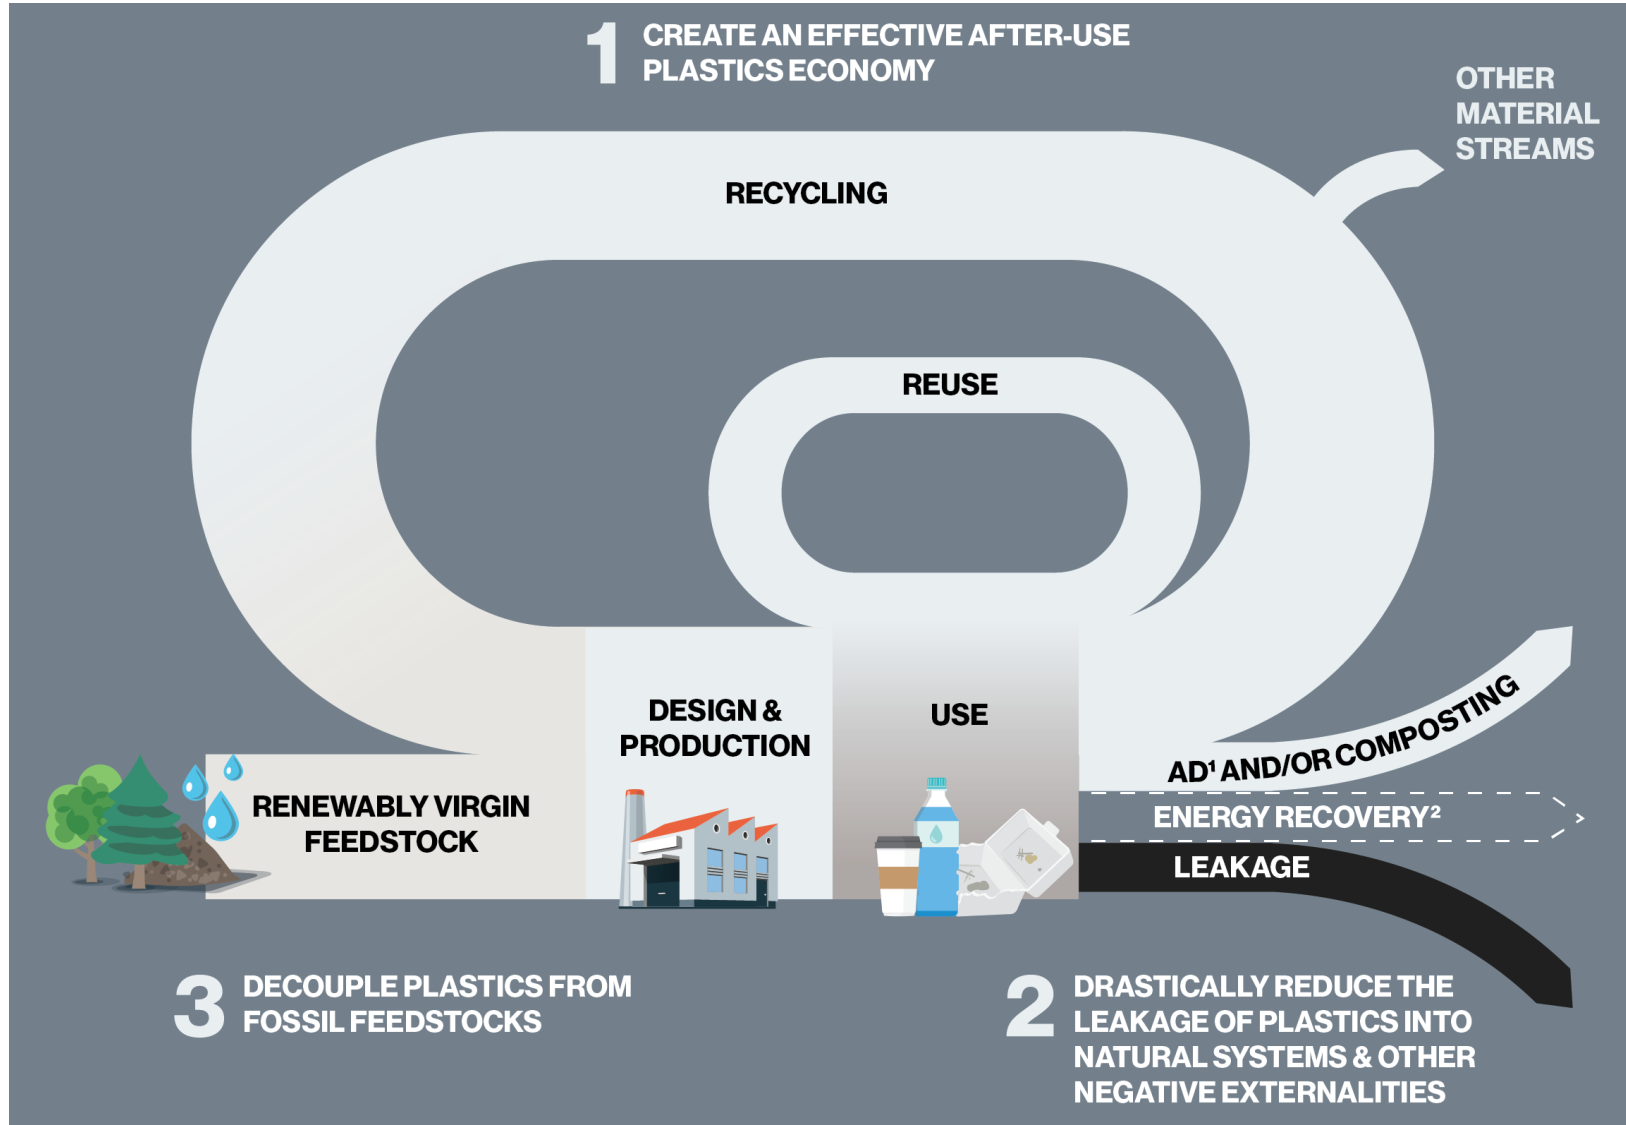 1 CREATE AN EFFECTIVE AFTER-USE
PLASTICS ECONOMY
OTHER
MATERIAL
STREAMS
RECYCLING
REUSE
DESIGN &
PRODUCTION
USE
RENEWABLY VIRGIN
FEEDSTOCK
AD¹ AND/OR COMPOSTING
ENERGY RECOVERY²
LEAKAGE
3 DECOUPLE PLASTICS FROM
FOSSIL FEEDSTOCKS
2 DRASTICALLY REDUCE THE
LEAKAGE OF PLASTICS INTO
NATURAL SYSTEMS & OTHER
NEGATIVE EXTERNALITIES